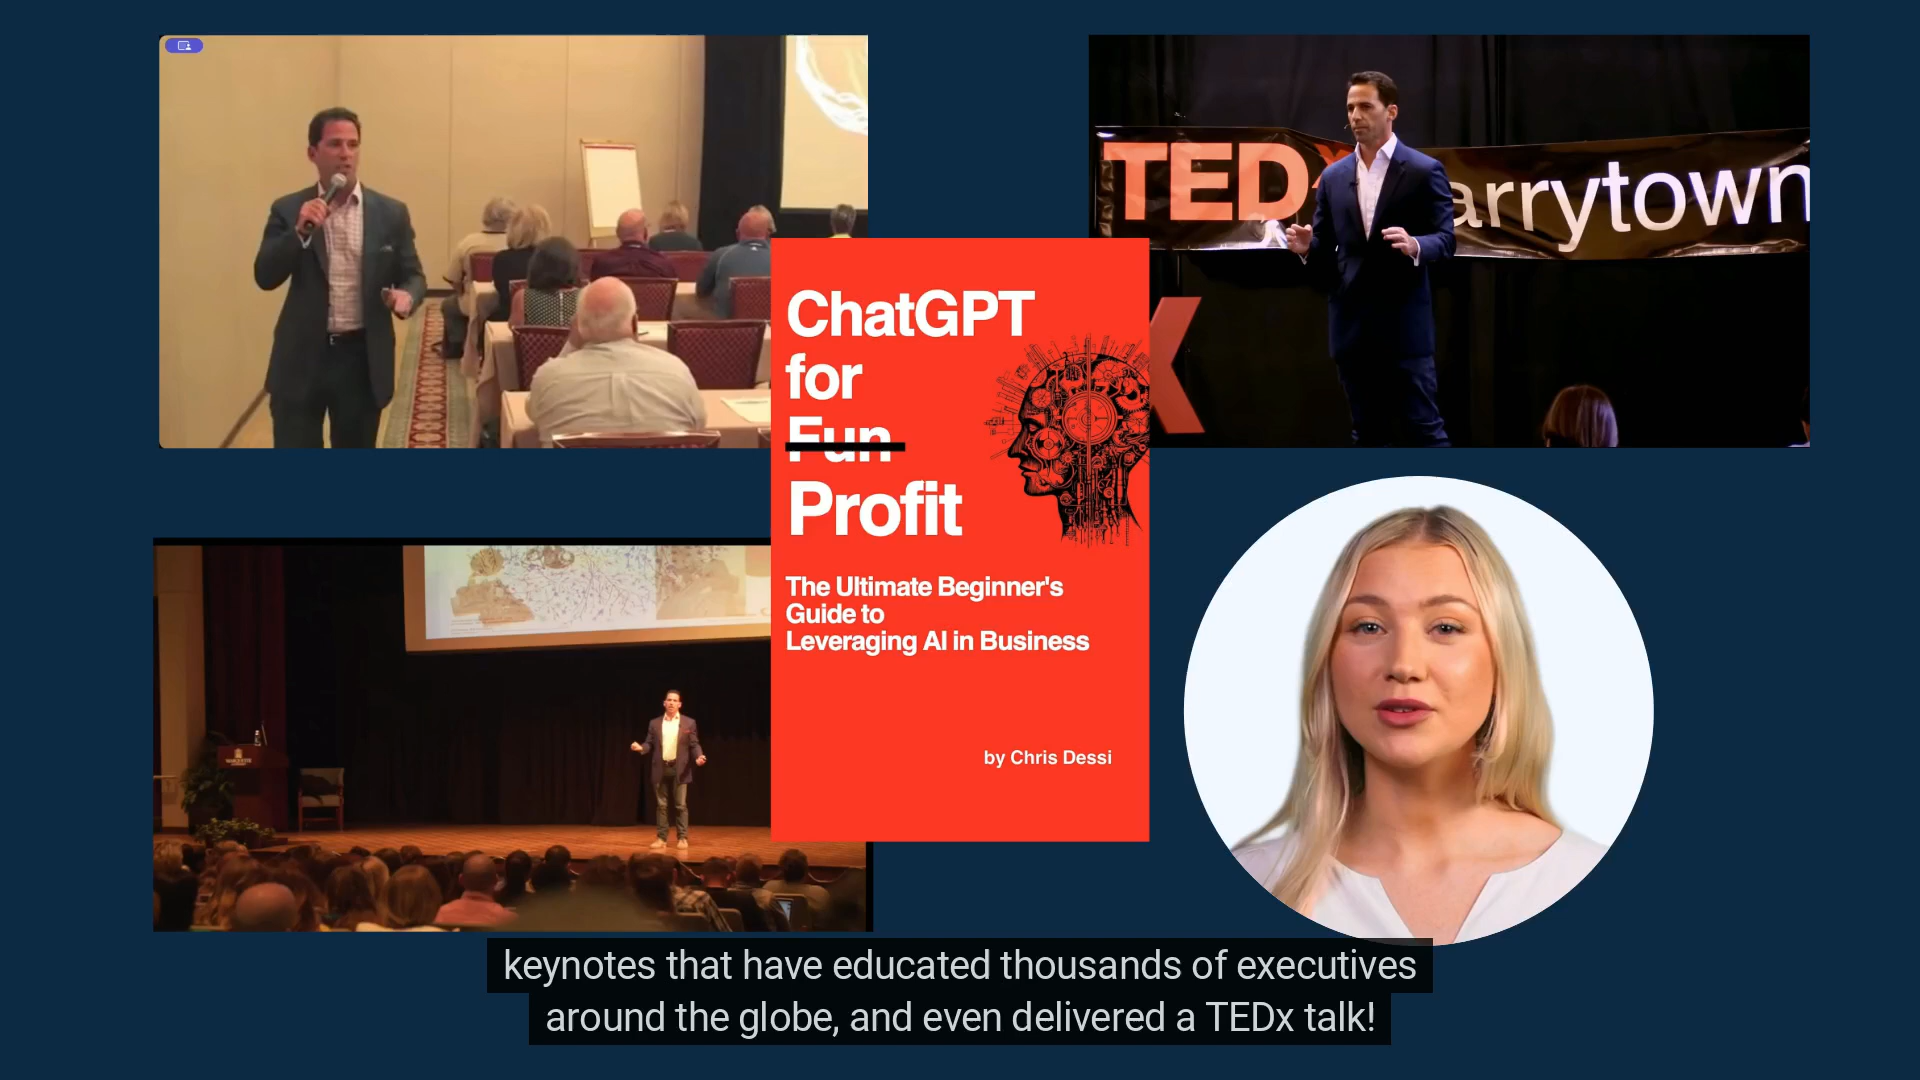 TEDx
arrytown
X
ChatGPT
for
Fun
Profit
The Ultimate Beginner's
Guide to
Leveraging AI in Business
by Chris Dessi
keynotes that have educated thousands of executives
around the globe, and even delivered a TEDx talk!